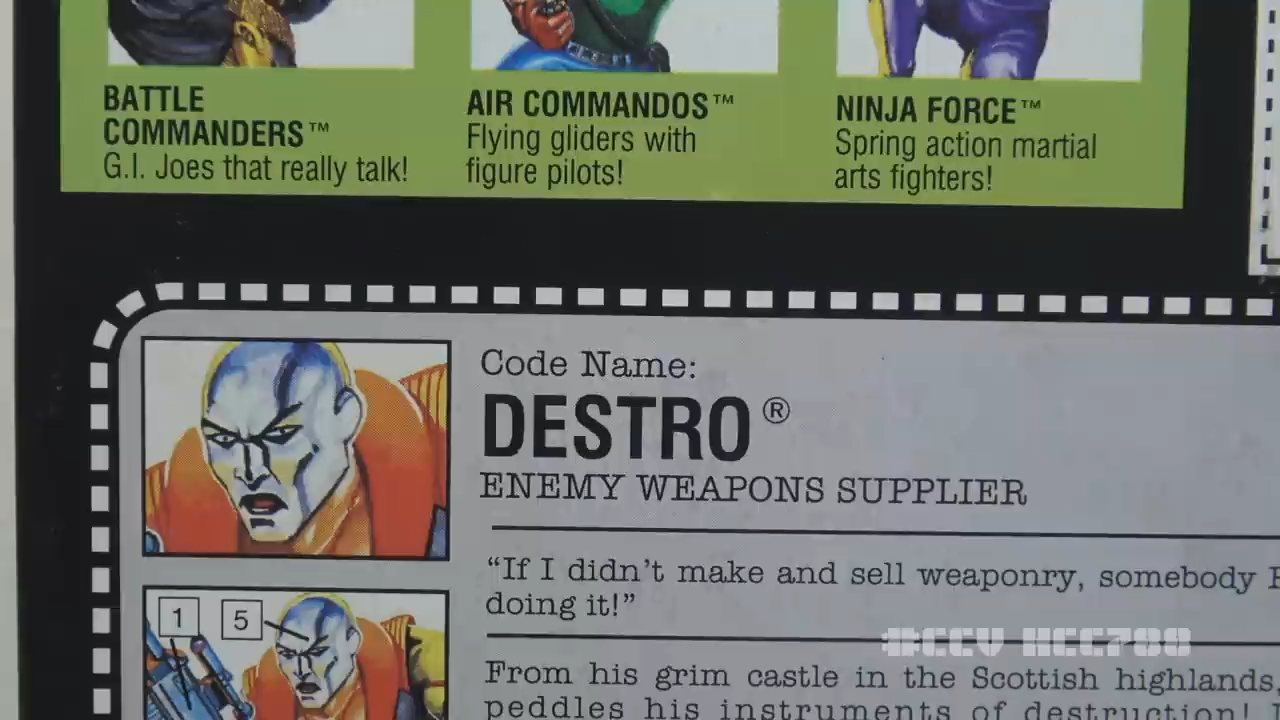 BATTLE
COMMANDERS™
G.I. Joes that really talk!
AIR COMMANDOS™
Flying gliders with
figure pilots!
NINJA FORCE™
Spring action martial
arts fighters!
Code Name:
DESTRO®
ENEMY WEAPONS SUPPLIER
“If I didn’t make and sell weaponry, somebody
doing it!”
1 5
#CCV HCC788
From his grim castle in the Scottish highlands,
peddles his instruments of destruction!